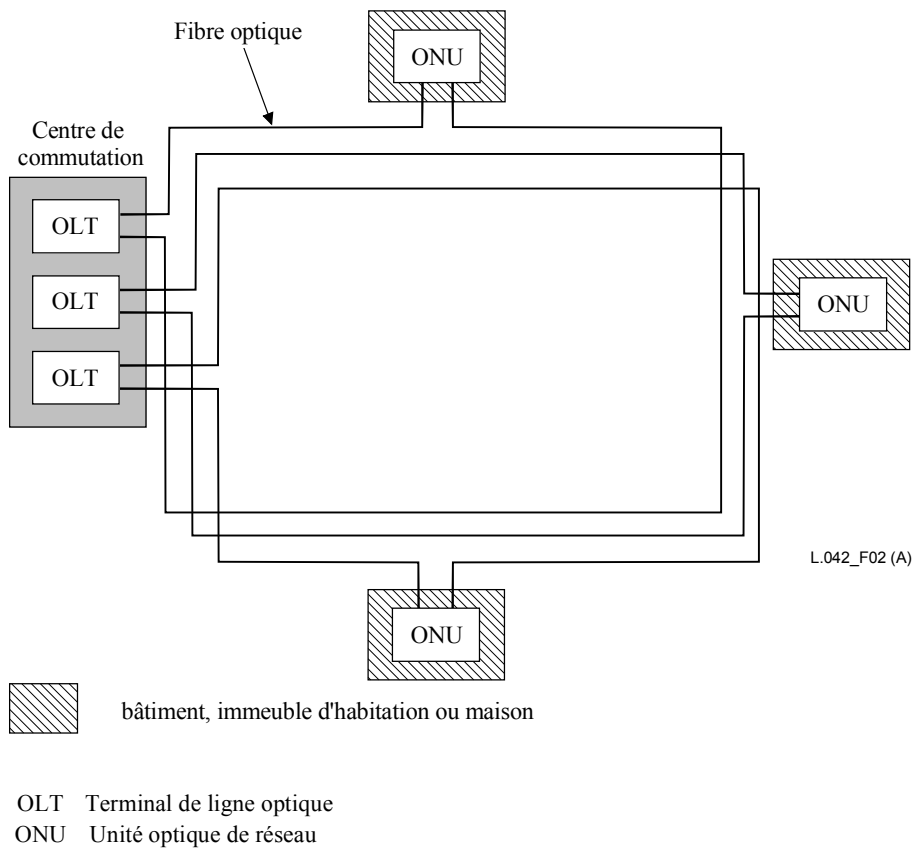 Fibre optique
ONU
Centre de
commutation
OLT
OLT
ONU
OLT
L.042_F02 (A)
ONU
bâtiment, immeuble d'habitation ou maison
OLT Terminal de ligne optique
ONU Unité optique de réseau